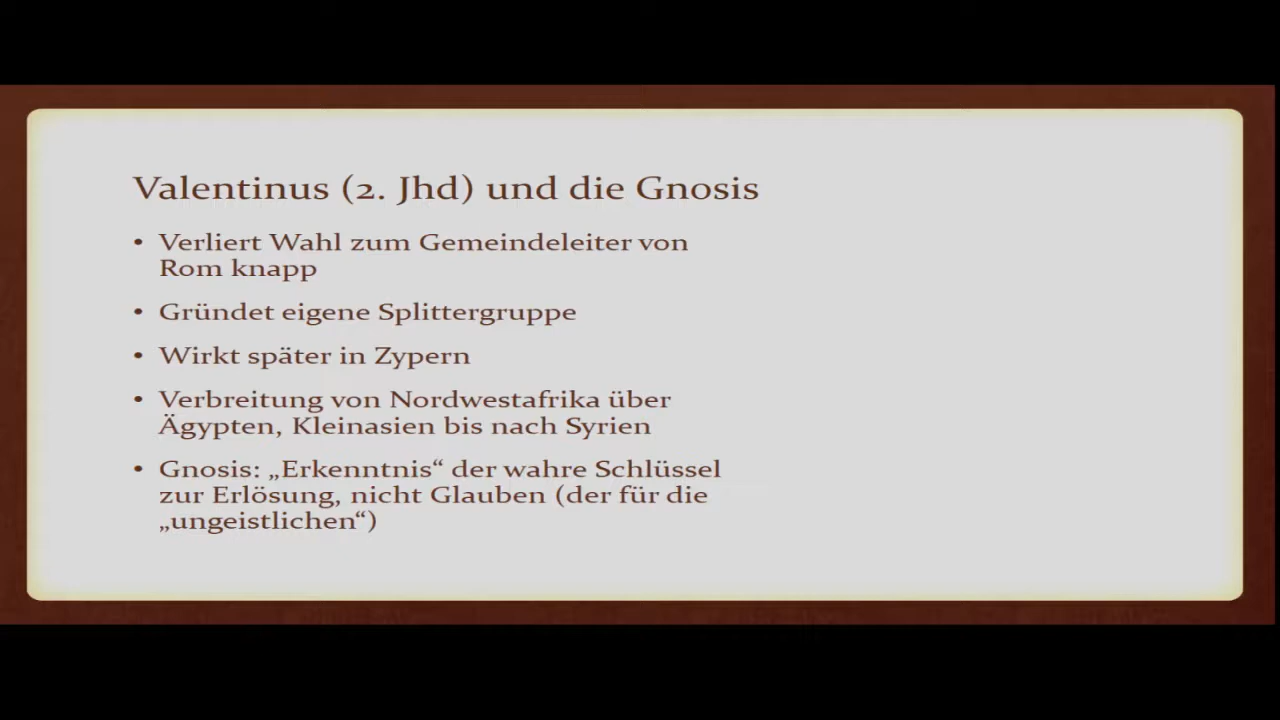 Valentinus (2. Jhd) und die Gnosis
• Verliert Wahl zum Gemeindeleiter von
Rom knapp
• Gründet eigene Splittergruppe
• Wirkt später in Zypern
• Verbreitung von Nordwestafrika über
Ägypten, Kleinasien bis nach Syrien
• Gnosis: „Erkenntnis“ der wahre Schlüssel
zur Erlösung, nicht Glauben (der für die
„ungeistlichen“)